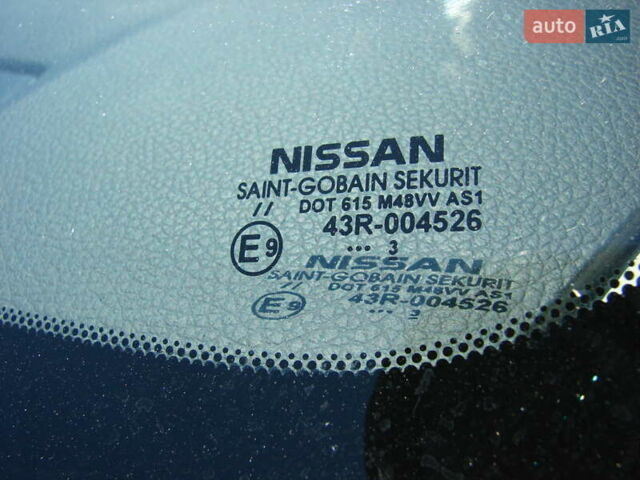 auto RIA.com
NISSAN
SAINT-GOBAIN SEKURIT
// DOT 615 M48VV AS1
43R-004526
E9
... 3
NISSAN
SAINT-GOBAIN SEKURIT
// DOT 615 M48VV AS1
43R-004526
E9
... 3